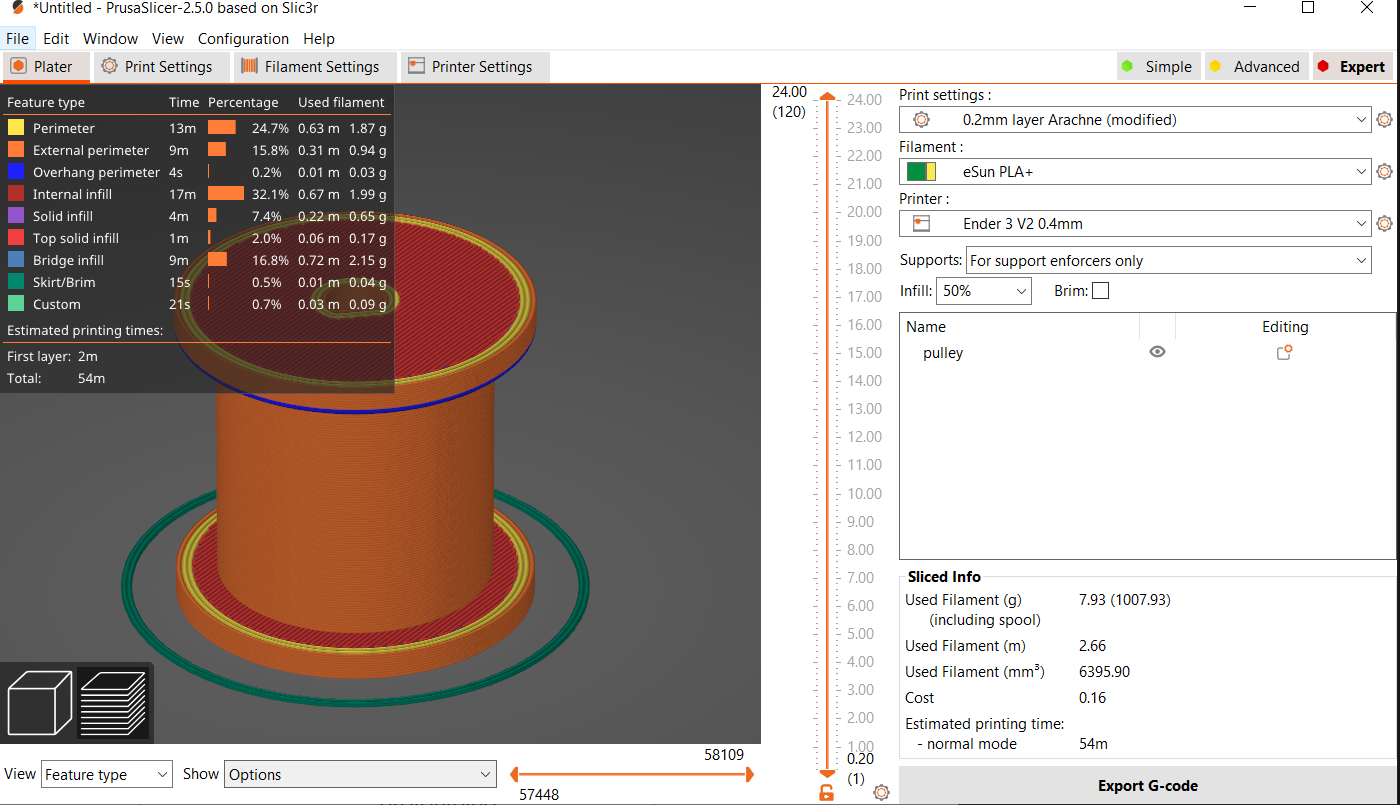 *Untitled - PrusaSlicer-2.5.0 based on Slic3r
File Edit Window View Configuration Help
Plater Print Settings Filament Settings Printer Settings Simple Advanced Expert
Feature type Time Percentage Used filament
Perimeter 13m 24.7% 0.63 m 1.87 g
External perimeter 9m 15.8% 0.31 m 0.94 g
Overhang perimeter 4s 0.2% 0.01 m 0.03 g
Internal infill 17m 32.1% 0.67 m 1.99 g
Solid infill 4m 7.4% 0.22 m 0.65 g
Top solid infill 1m 2.0% 0.06 m 0.17 g
Bridge infill 9m 16.8% 0.72 m 2.15 g
Skirt/Brim 15s 0.5% 0.01 m 0.04 g
Custom 21s 0.7% 0.03 m 0.09 g
Estimated printing times:
First layer: 2m
Total: 54m
View Feature type Show Options
58109
57448
24.00
(120)
24.00
23.00
22.00
21.00
20.00
19.00
18.00
17.00
16.00
15.00
14.00
13.00
12.00
11.00
10.00
9.00
8.00
7.00
6.00
5.00
4.00
3.00
2.00
1.00
0.20
(1)
Print settings :
0.2mm layer Arachne (modified)
Filament :
eSun PLA+
Printer :
Ender 3 V2 0.4mm
Supports: For support enforcers only
Infill: 50% Brim:
Name Editing
pulley
Sliced Info
Used Filament (g) 7.93 (1007.93)
(including spool)
Used Filament (m) 2.66
Used Filament (mm³) 6395.90
Cost 0.16
Estimated printing time:
- normal mode 54m
Export G-code